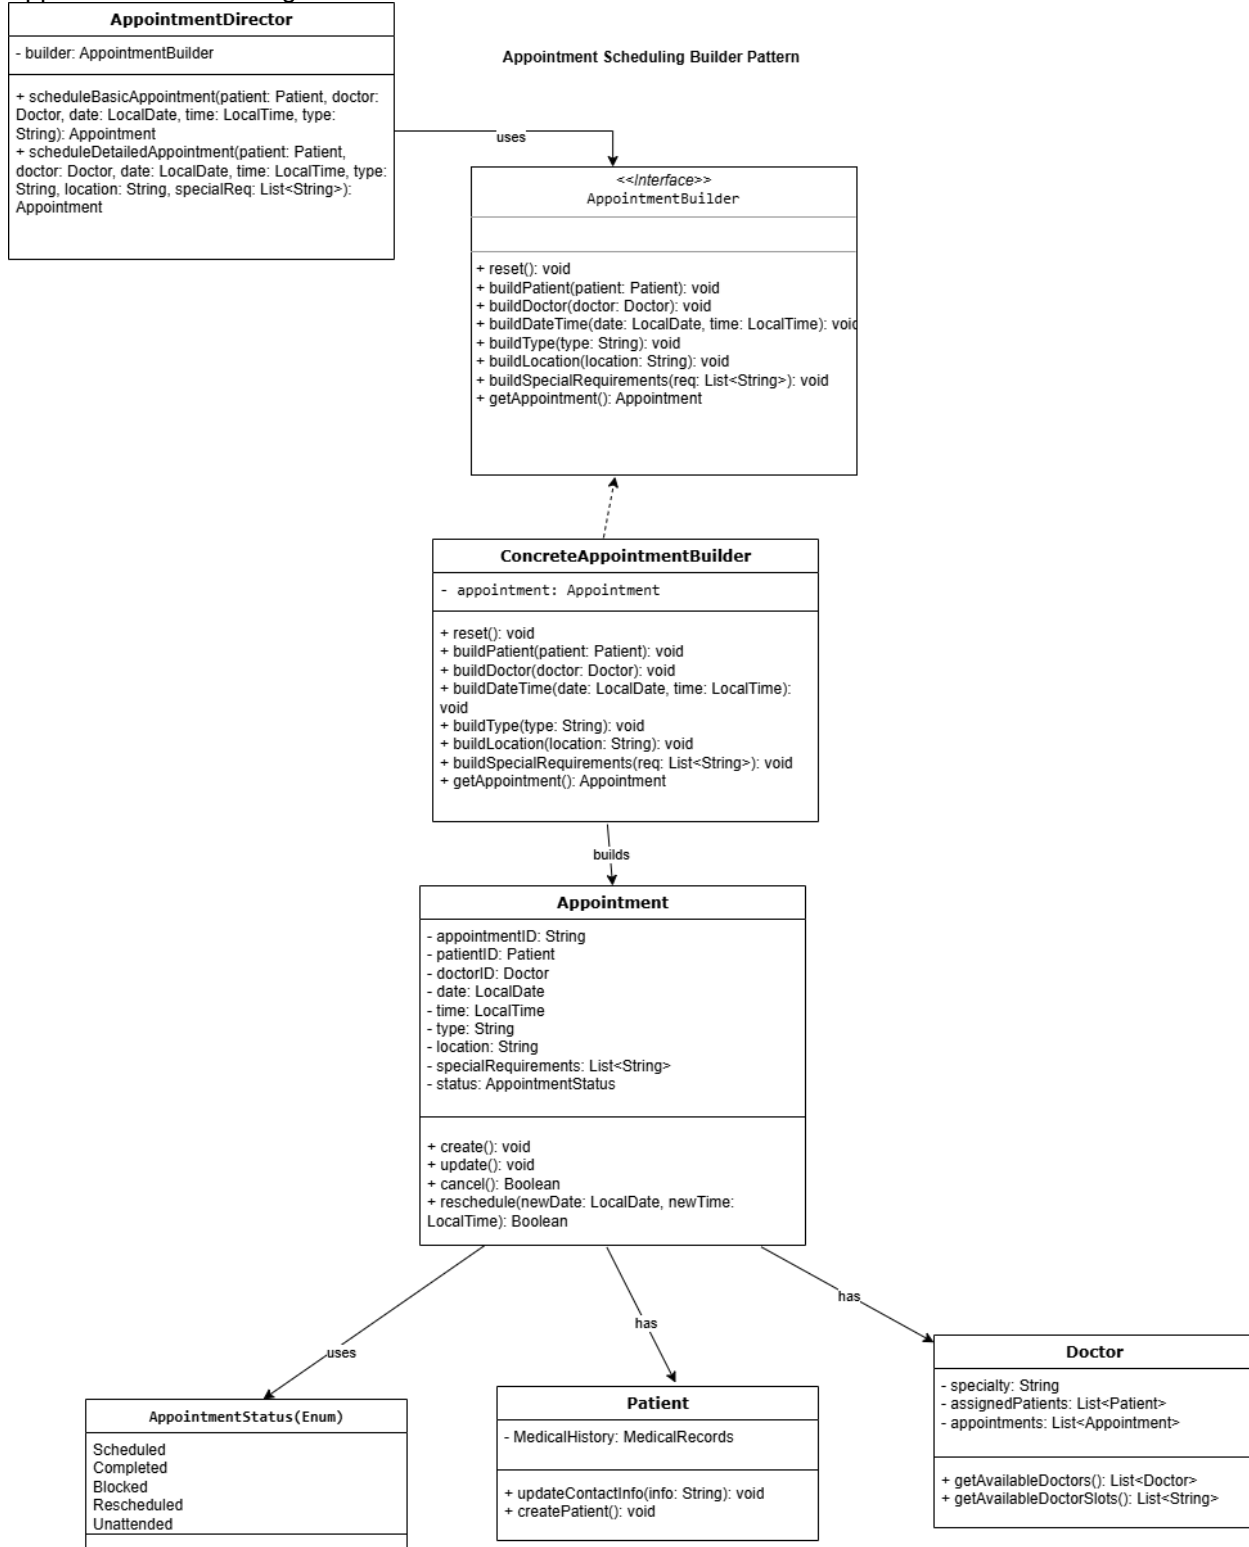 AppointmentDirector
- builder: AppointmentBuilder
+ scheduleBasicAppointment(patient: Patient, doctor:
Doctor, date: LocalDate, time: LocalTime, type:
String): Appointment
+ scheduleDetailedAppointment(patient: Patient,
doctor: Doctor, date: LocalDate, time: LocalTime, type:
String, location: String, specialReq: List<String>):
Appointment
Appointment Scheduling Builder Pattern
uses
<<Interface>>
AppointmentBuilder
+ reset(): void
+ buildPatient(patient: Patient): void
+ buildDoctor(doctor: Doctor): void
+ buildDateTime(date: LocalDate, time: LocalTime): void
+ buildType(type: String): void
+ buildLocation(location: String): void
+ buildSpecialRequirements(req: List<String>): void
+ getAppointment(): Appointment
ConcreteAppointmentBuilder
- appointment: Appointment
+ reset(): void
+ buildPatient(patient: Patient): void
+ buildDoctor(doctor: Doctor): void
+ buildDateTime(date: LocalDate, time: LocalTime):
void
+ buildType(type: String): void
+ buildLocation(location: String): void
+ buildSpecialRequirements(req: List<String>): void
+ getAppointment(): Appointment
builds
Appointment
- appointmentID: String
- patientID: Patient
- doctorID: Doctor
- date: LocalDate
- time: LocalTime
- type: String
- location: String
- specialRequirements: List<String>
- status: AppointmentStatus
+ create(): void
+ update(): void
+ cancel(): Boolean
+ reschedule(newDate: LocalDate, newTime:
LocalTime): Boolean
uses
has
has
AppointmentStatus(Enum)
Scheduled
Completed
Blocked
Rescheduled
Unattended
Patient
- MedicalHistory: MedicalRecords
+ updateContactInfo(info: String): void
+ createPatient(): void
Doctor
- specialty: String
- assignedPatients: List<Patient>
- appointments: List<Appointment>
+ getAvailableDoctors(): List<Doctor>
+ getAvailableDoctorSlots(): List<String>